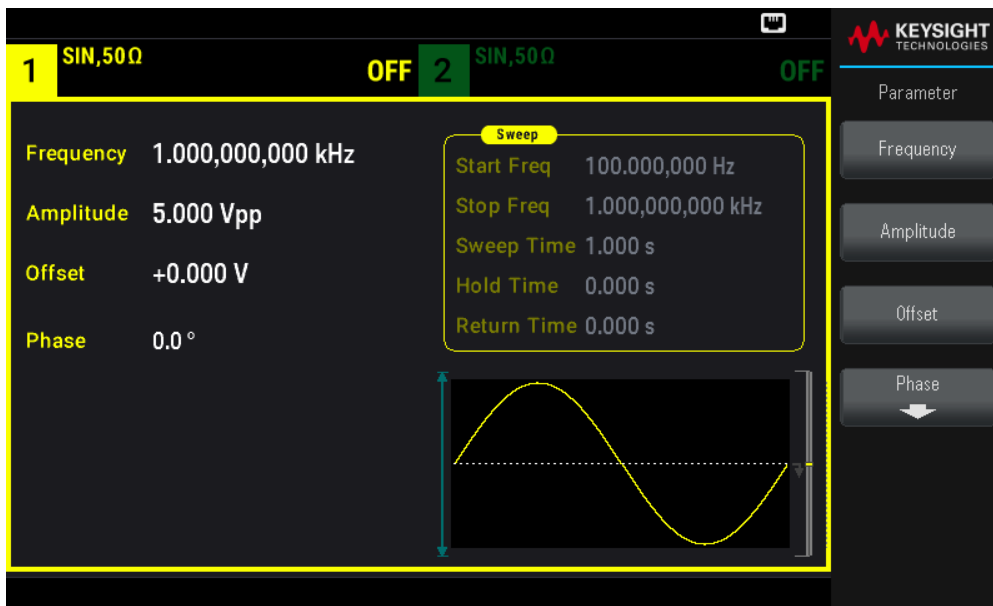 KEYSIGHT
TECHNOLOGIES
1 SIN,50Ω OFF 2 SIN,50Ω OFF
Parameter
Frequency 1.000,000,000 kHz
Amplitude 5.000 Vpp
Offset +0.000 V
Phase 0.0 °
Sweep
Start Freq 100.000,000 Hz
Stop Freq 1.000,000,000 kHz
Sweep Time 1.000 s
Hold Time 0.000 s
Return Time 0.000 s
Frequency
Amplitude
Offset
Phase